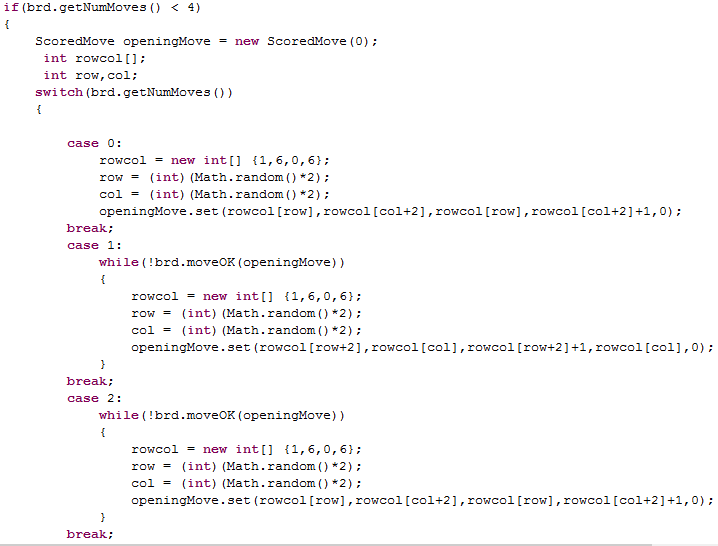 if(brd.getNumMoves() < 4)
{
ScoredMove openingMove = new ScoredMove(0);
int rowcol[];
int row,col;
switch(brd.getNumMoves())
{
case 0:
rowcol = new int[] {1,6,0,6};
row = (int)(Math.random()*2);
col = (int)(Math.random()*2);
openingMove.set(rowcol[row],rowcol[col+2],rowcol[row],rowcol[col+2]+1,0);
break;
case 1:
while(!brd.moveOK(openingMove))
{
rowcol = new int[] {1,6,0,6};
row = (int)(Math.random()*2);
col = (int)(Math.random()*2);
openingMove.set(rowcol[row+2],rowcol[col],rowcol[row+2]+1,rowcol[col],0);
}
break;
case 2:
while(!brd.moveOK(openingMove))
{
rowcol = new int[] {1,6,0,6};
row = (int)(Math.random()*2);
col = (int)(Math.random()*2);
openingMove.set(rowcol[row],rowcol[col+2],rowcol[row],rowcol[col+2]+1,0);
}
break;